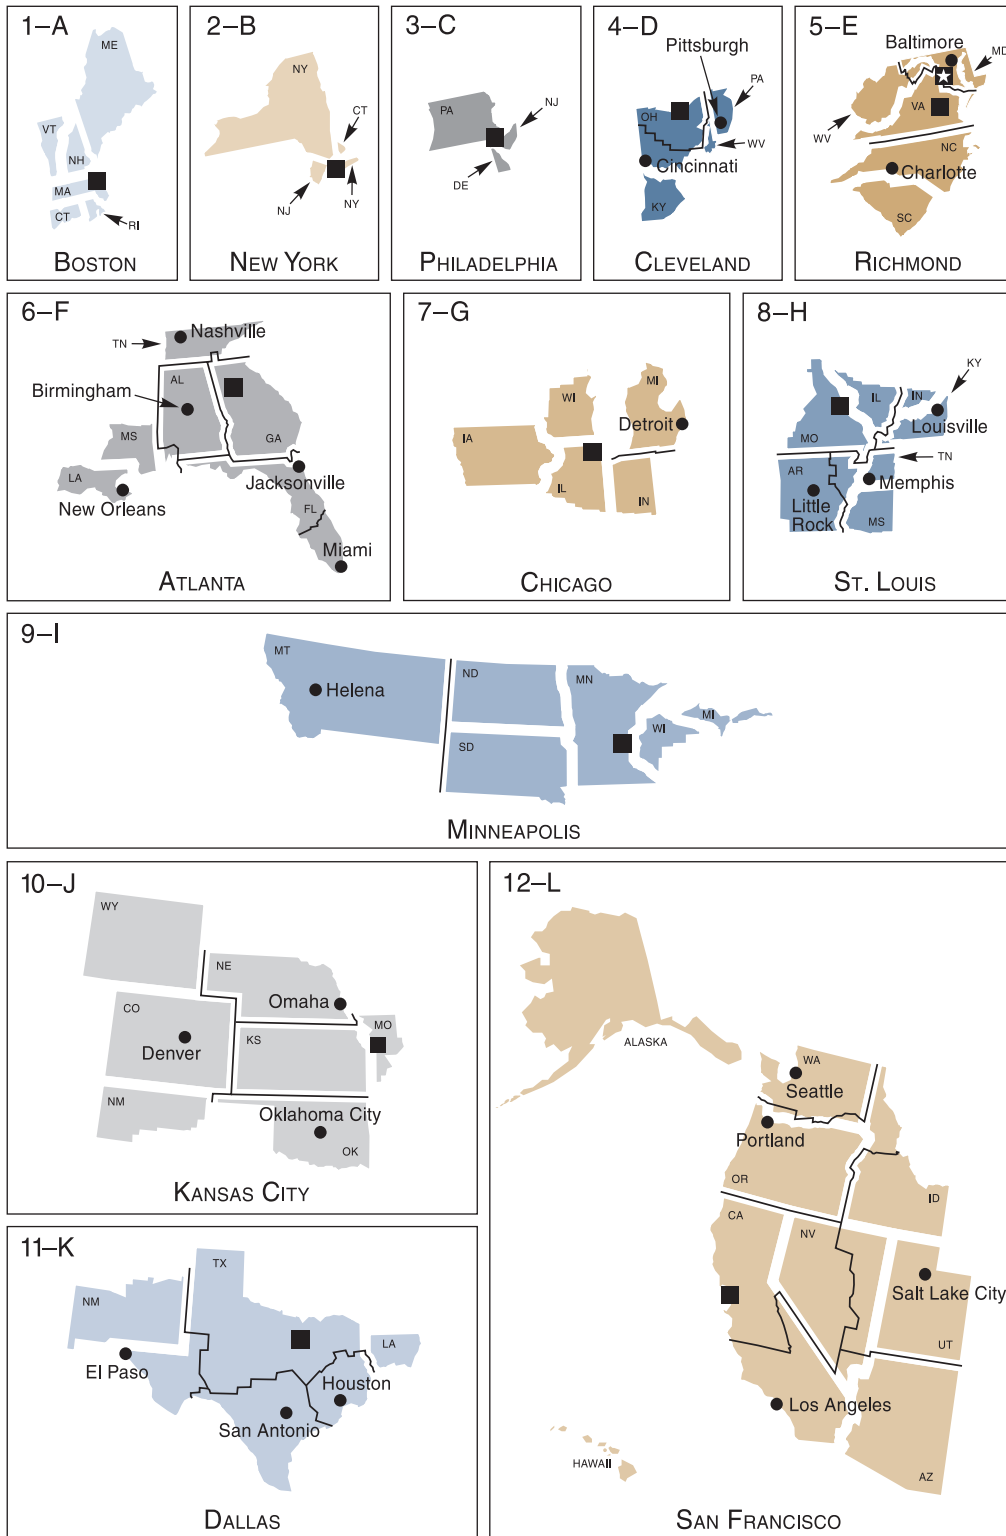 1–A
ME
VT
NH
MA
CT
RI
BOSTON
2–B
NY
CT
NJ
NY
NEW YORK
3–C
PA
NJ
DE
PHILADELPHIA
4–D
Pittsburgh
PA
OH
WV
Cincinnati
KY
CLEVELAND
5–E
Baltimore
MD
VA
WV
NC
Charlotte
SC
RICHMOND
6–F
Nashville
TN
AL
Birmingham
MS
GA
LA
Jacksonville
New Orleans
FL
Miami
ATLANTA
7–G
MI
WI
Detroit
IA
IL
IN
CHICAGO
8–H
KY
IL
IN
Louisville
MO
TN
AR
Memphis
Little
Rock
MS
ST. LOUIS
9–I
MT
ND
MN
Helena
MI
WI
SD
MINNEAPOLIS
10–J
WY
NE
Omaha
CO
MO
KS
Denver
NM
Oklahoma City
OK
KANSAS CITY
11–K
TX
NM
LA
El Paso
Houston
San Antonio
DALLAS
12–L
ALASKA
WA
Seattle
Portland
OR
ID
CA
NV
Salt Lake City
UT
Los Angeles
HAWAII
AZ
SAN FRANCISCO